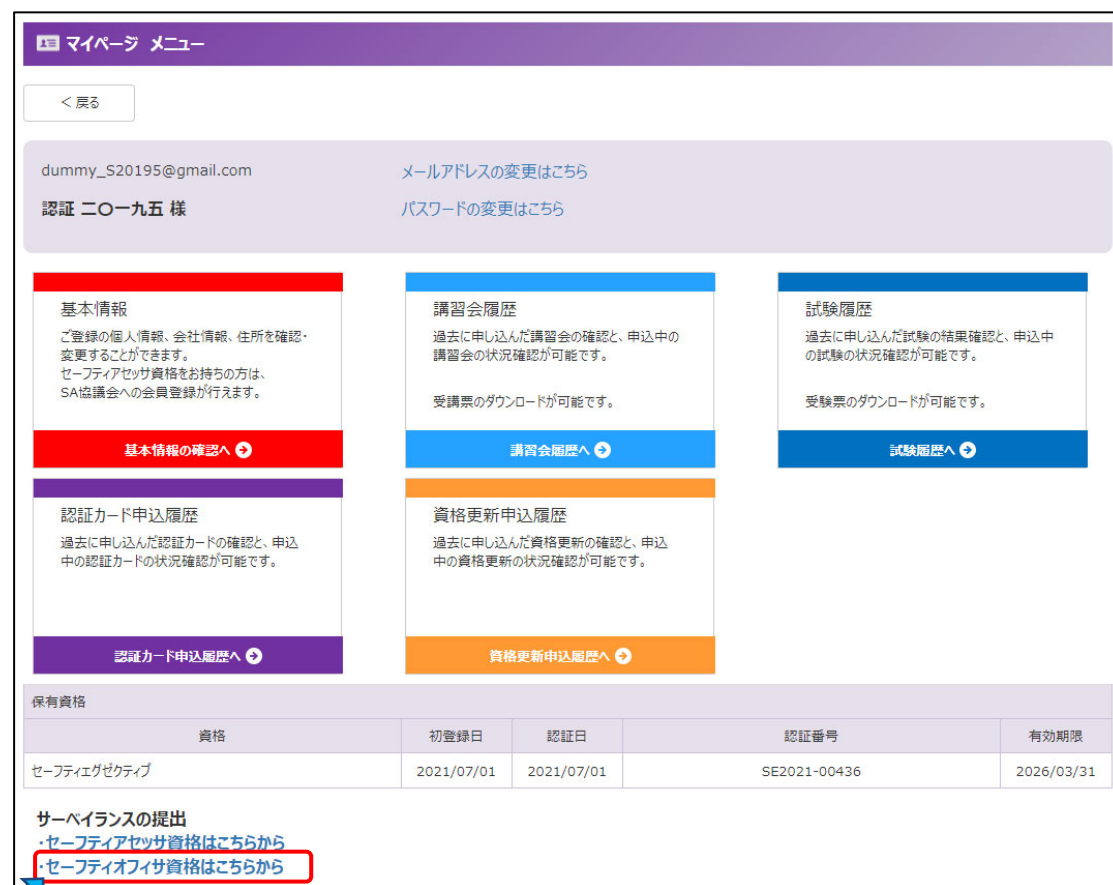 マイページ メニュー
< 戻る
dummy_S20195@gmail.com
メールアドレスの変更はこちら
認証 二〇一九五 様
パスワードの変更はこちら
基本情報
ご登録の個人情報、会社情報、住所を確認・
変更することができます。
セーフティアセッサ資格をお持ちの方は、
SA協議会への会員登録が行えます。
基本情報の確認へ
講習会履歴
過去に申し込んだ講習会の確認と、申込中の
講習会の状況確認が可能です。
受講票のダウンロードが可能です。
講習会履歴へ
試験履歴
過去に申し込んだ試験の結果確認と、申込中
の試験の状況確認が可能です。
受験票のダウンロードが可能です。
試験履歴へ
認証カード申込履歴
過去に申し込んだ認証カードの確認と、申込
中の認証カードの状況確認が可能です。
認証カード申込履歴へ
資格更新申込履歴
過去に申し込んだ資格更新の確認と、申込
中の資格更新の状況確認が可能です。
資格更新申込履歴へ
保有資格
資格 初登録日 認証日 認証番号 有効期限
セーフティエグゼクティブ 2021/07/01 2021/07/01 SE2021-00436 2026/03/31
サーベイランスの提出
・セーフティアセッサ資格はこちらから
・セーフティオフィサ資格はこちらから